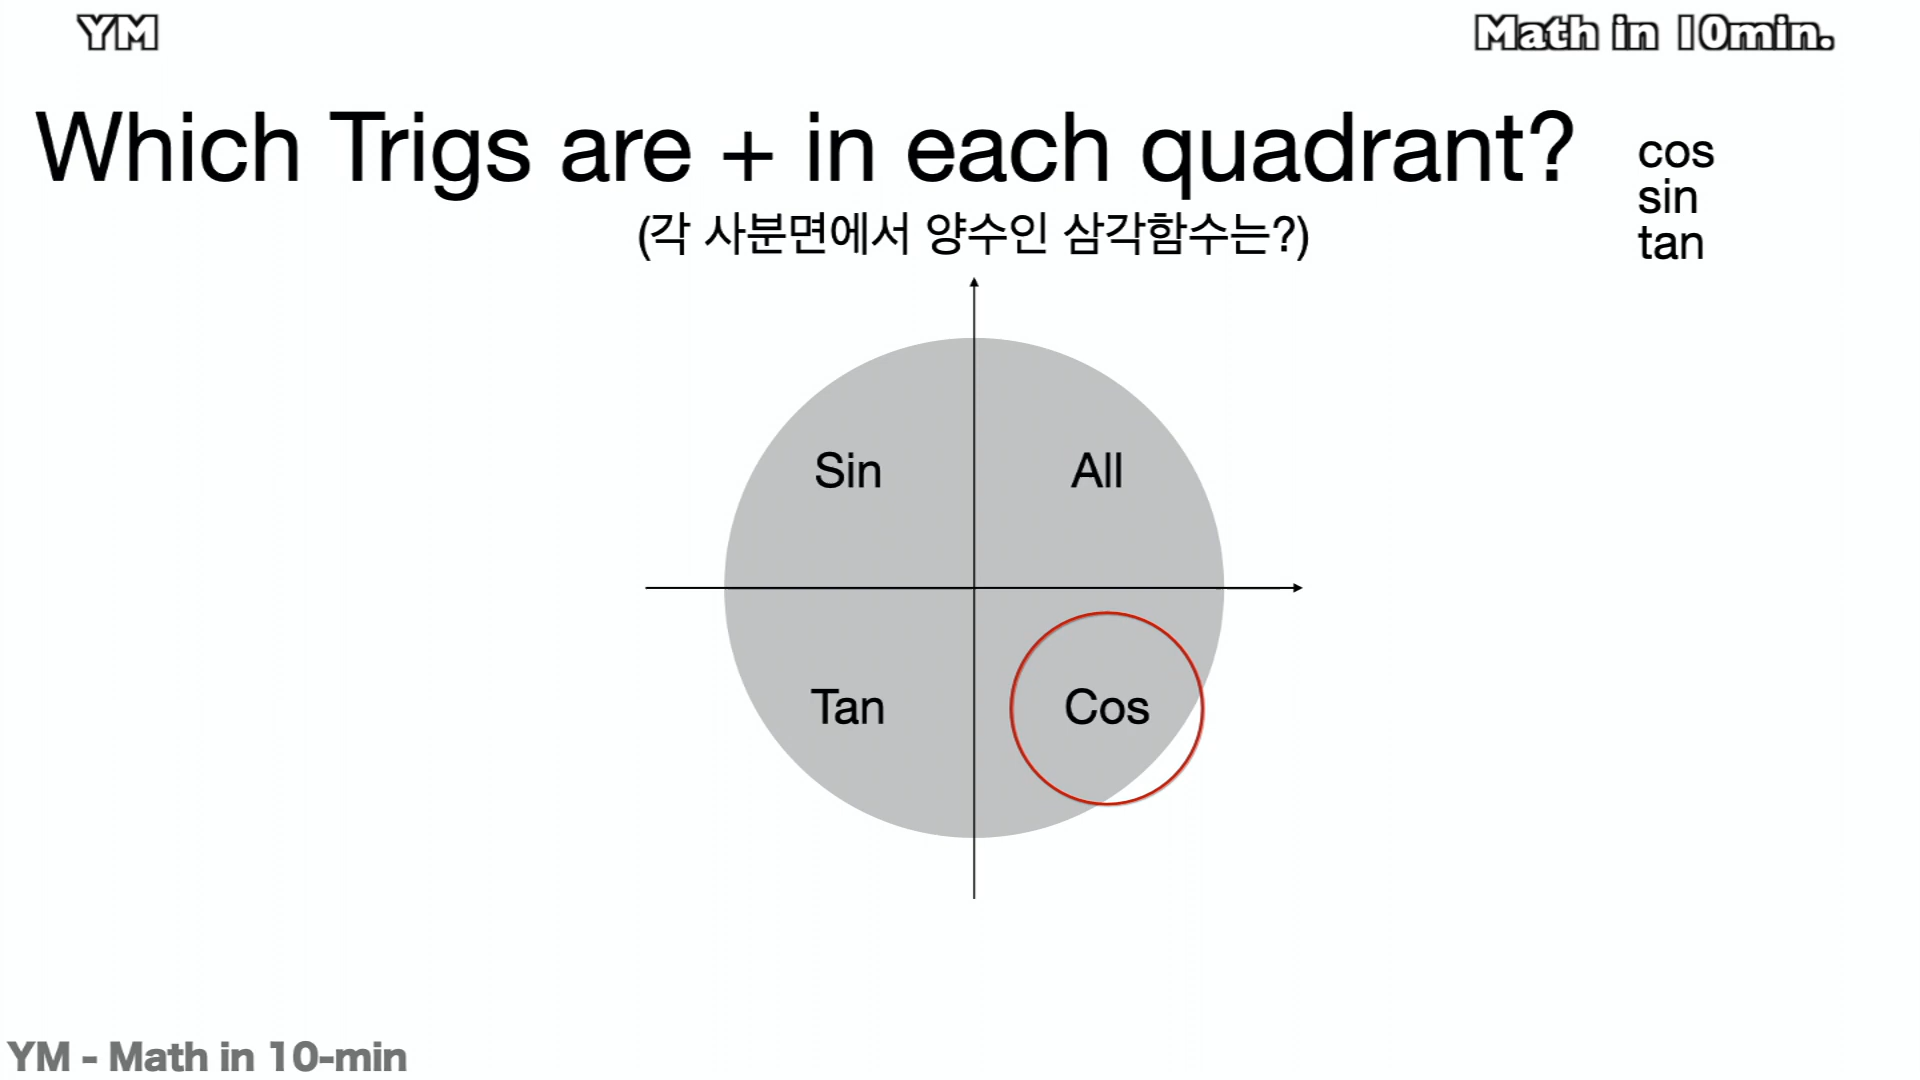 YM
Math in 10min.
Which Trigs are + in each quadrant?
(각 사분면에서 양수인 삼각함수는?)
cos
sin
tan
Sin
All
Tan
Cos
YM - Math in 10-min